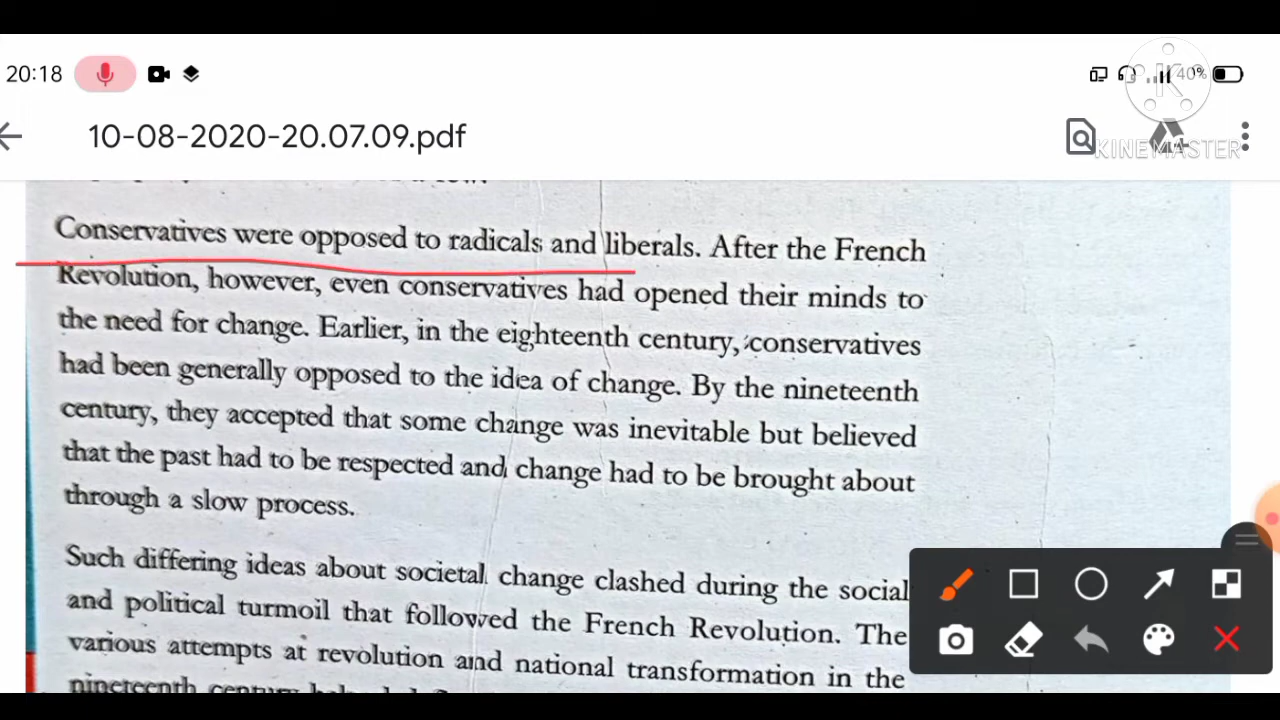 20:18
40%
10-08-2020-20.07.09.pdf
KINEMASTER
Conservatives were opposed to radicals and liberals. After the French
Revolution, however, even conservatives had opened their minds to
the need for change. Earlier, in the eighteenth century, conservatives
had been generally opposed to the idea of change. By the nineteenth
century, they accepted that some change was inevitable but believed
that the past had to be respected and change had to be brought about
through a slow process.
Such differing ideas about societal change clashed during the social
and political turmoil that followed the French Revolution. The
various attempts at revolution and national transformation in the
nineteenth century